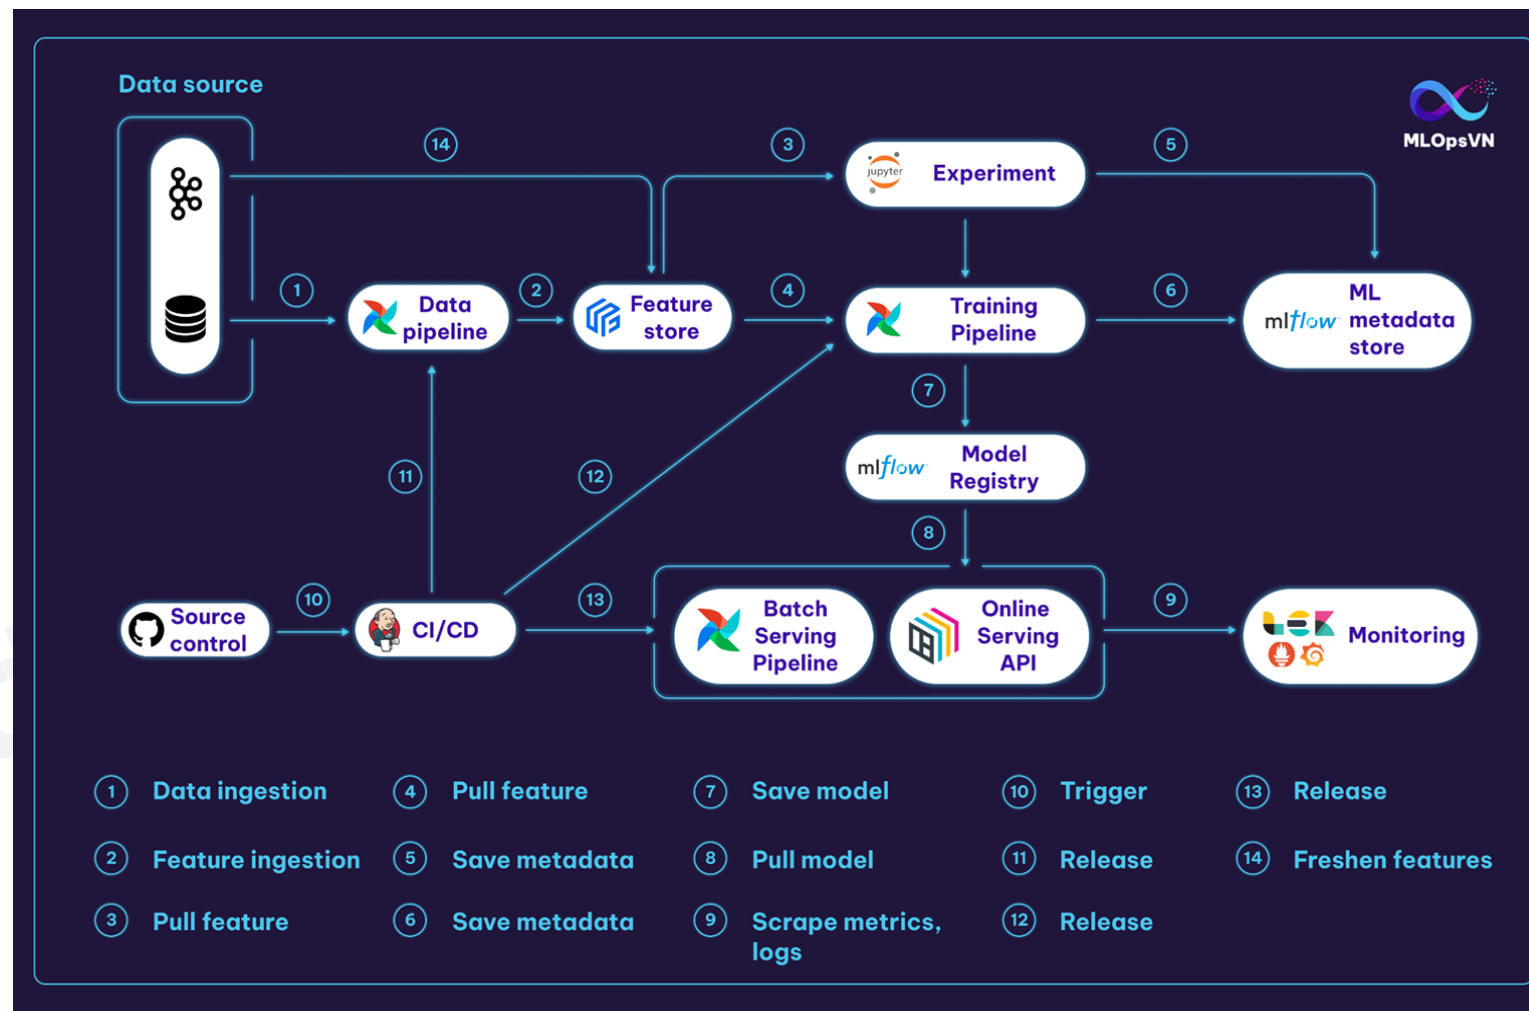 Data source
MLOpsVN
14
3
5
jupyter
Experiment
1
Data
pipeline
2
Feature
store
4
Training
Pipeline
6
mlflow
ML
metadata
store
7
11
12
mlflow
Model
Registry
8
10
13
9
Source
control
CI/CD
Batch
Serving
Pipeline
Online
Serving
API
Monitoring
1 Data ingestion
4 Pull feature
7 Save model
10 Trigger
13 Release
2 Feature ingestion
5 Save metadata
8 Pull model
11 Release
14 Freshen features
3 Pull feature
6 Save metadata
9 Scrape metrics,
logs
12 Release